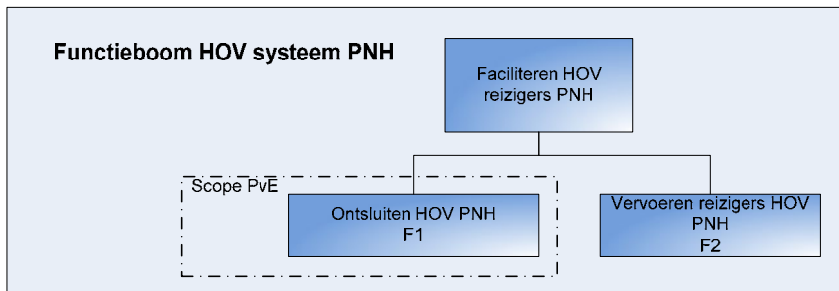 Functieboom HOV systeem PNH
Faciliteren HOV
reizigers PNH
Scope PvE
Ontsluiten HOV PNH
F1
Vervoeren reizigers HOV
PNH
F2